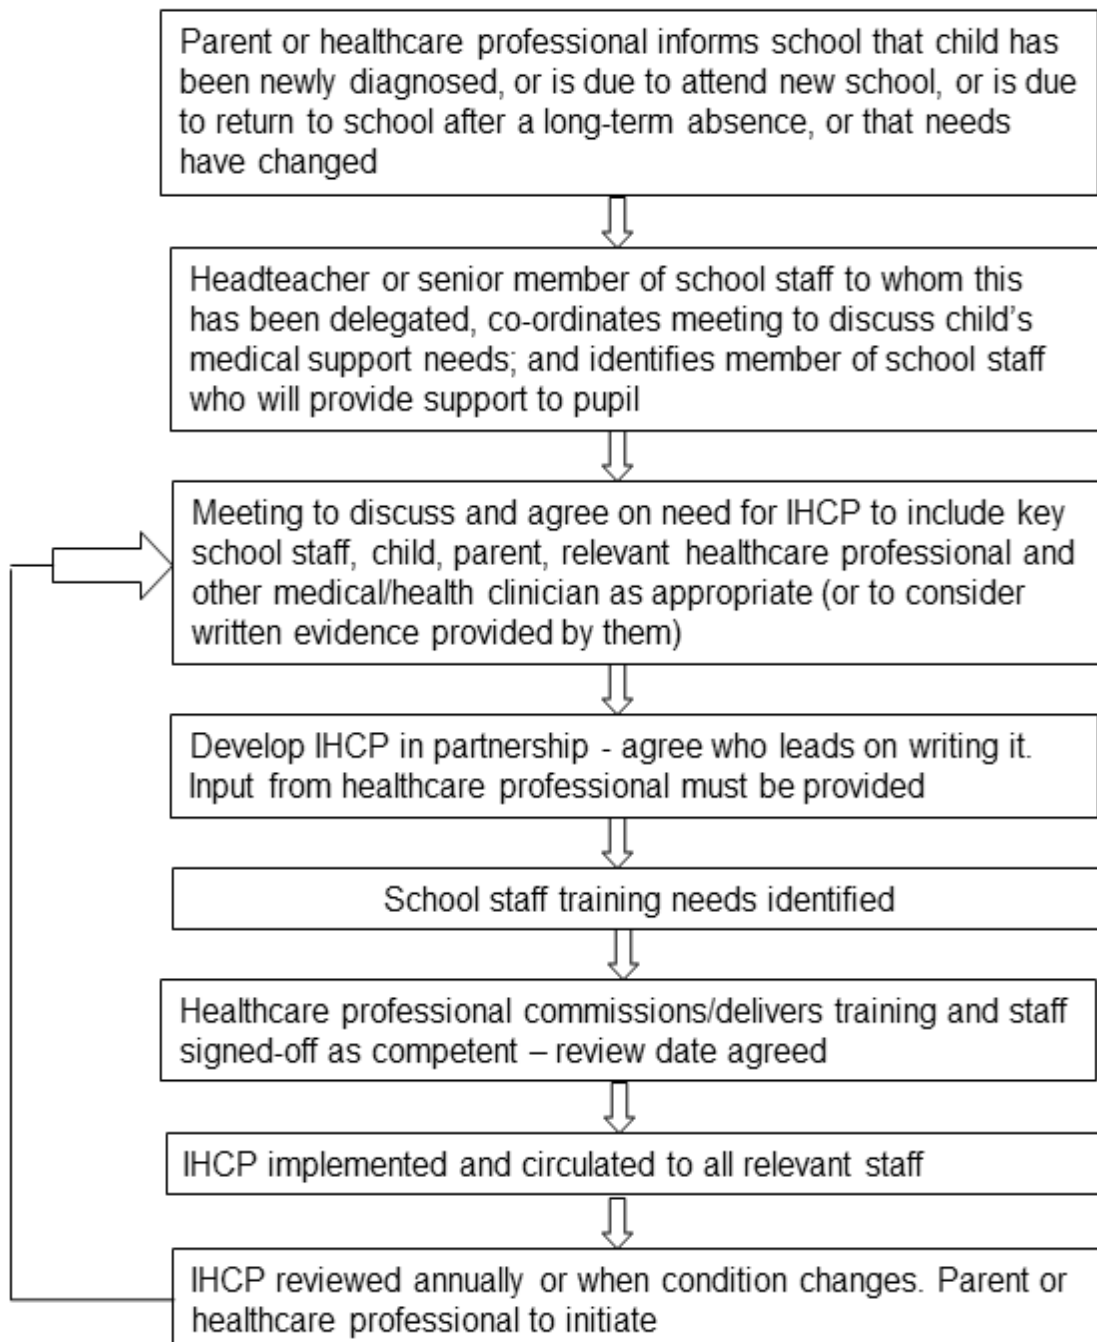 Parent or healthcare professional informs school that child has
been newly diagnosed, or is due to attend new school, or is due
to return to school after a long-term absence, or that needs
have changed
Headteacher or senior member of school staff to whom this
has been delegated, co-ordinates meeting to discuss child's
medical support needs; and identifies member of school staff
who will provide support to pupil
Meeting to discuss and agree on need for IHCP to include key
school staff, child, parent, relevant healthcare professional and
other medical/health clinician as appropriate (or to consider
written evidence provided by them)
Develop IHCP in partnership - agree who leads on writing it.
Input from healthcare professional must be provided
School staff training needs identified
Healthcare professional commissions/delivers training and staff
signed-off as competent – review date agreed
IHCP implemented and circulated to all relevant staff
IHCP reviewed annually or when condition changes. Parent or
healthcare professional to initiate